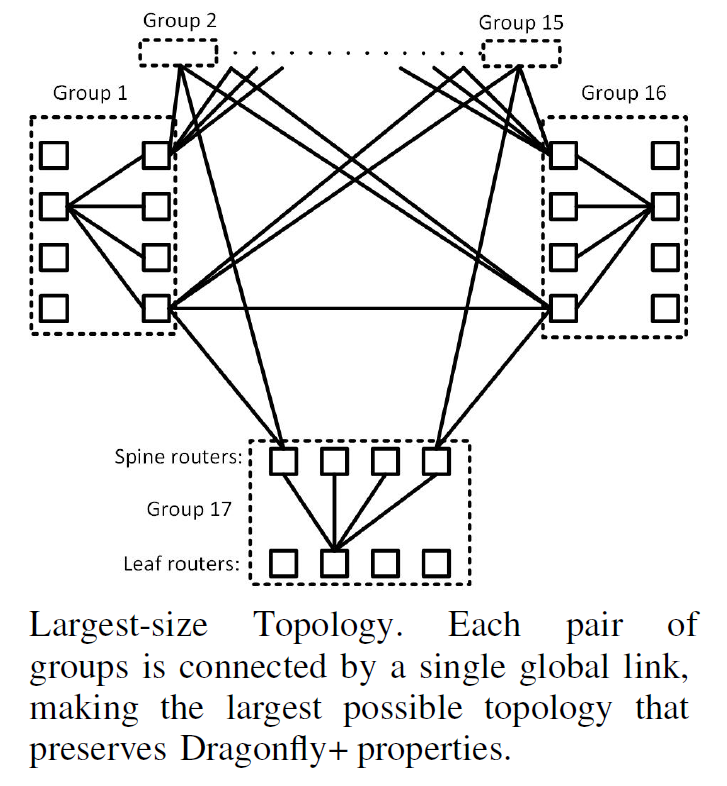 Group 2
Group 15
Group 1
Group 16
Spine routers:
Group 17
Leaf routers:
Largest-size Topology. Each pair of
groups is connected by a single global link,
making the largest possible topology that
preserves Dragonfly+ properties.